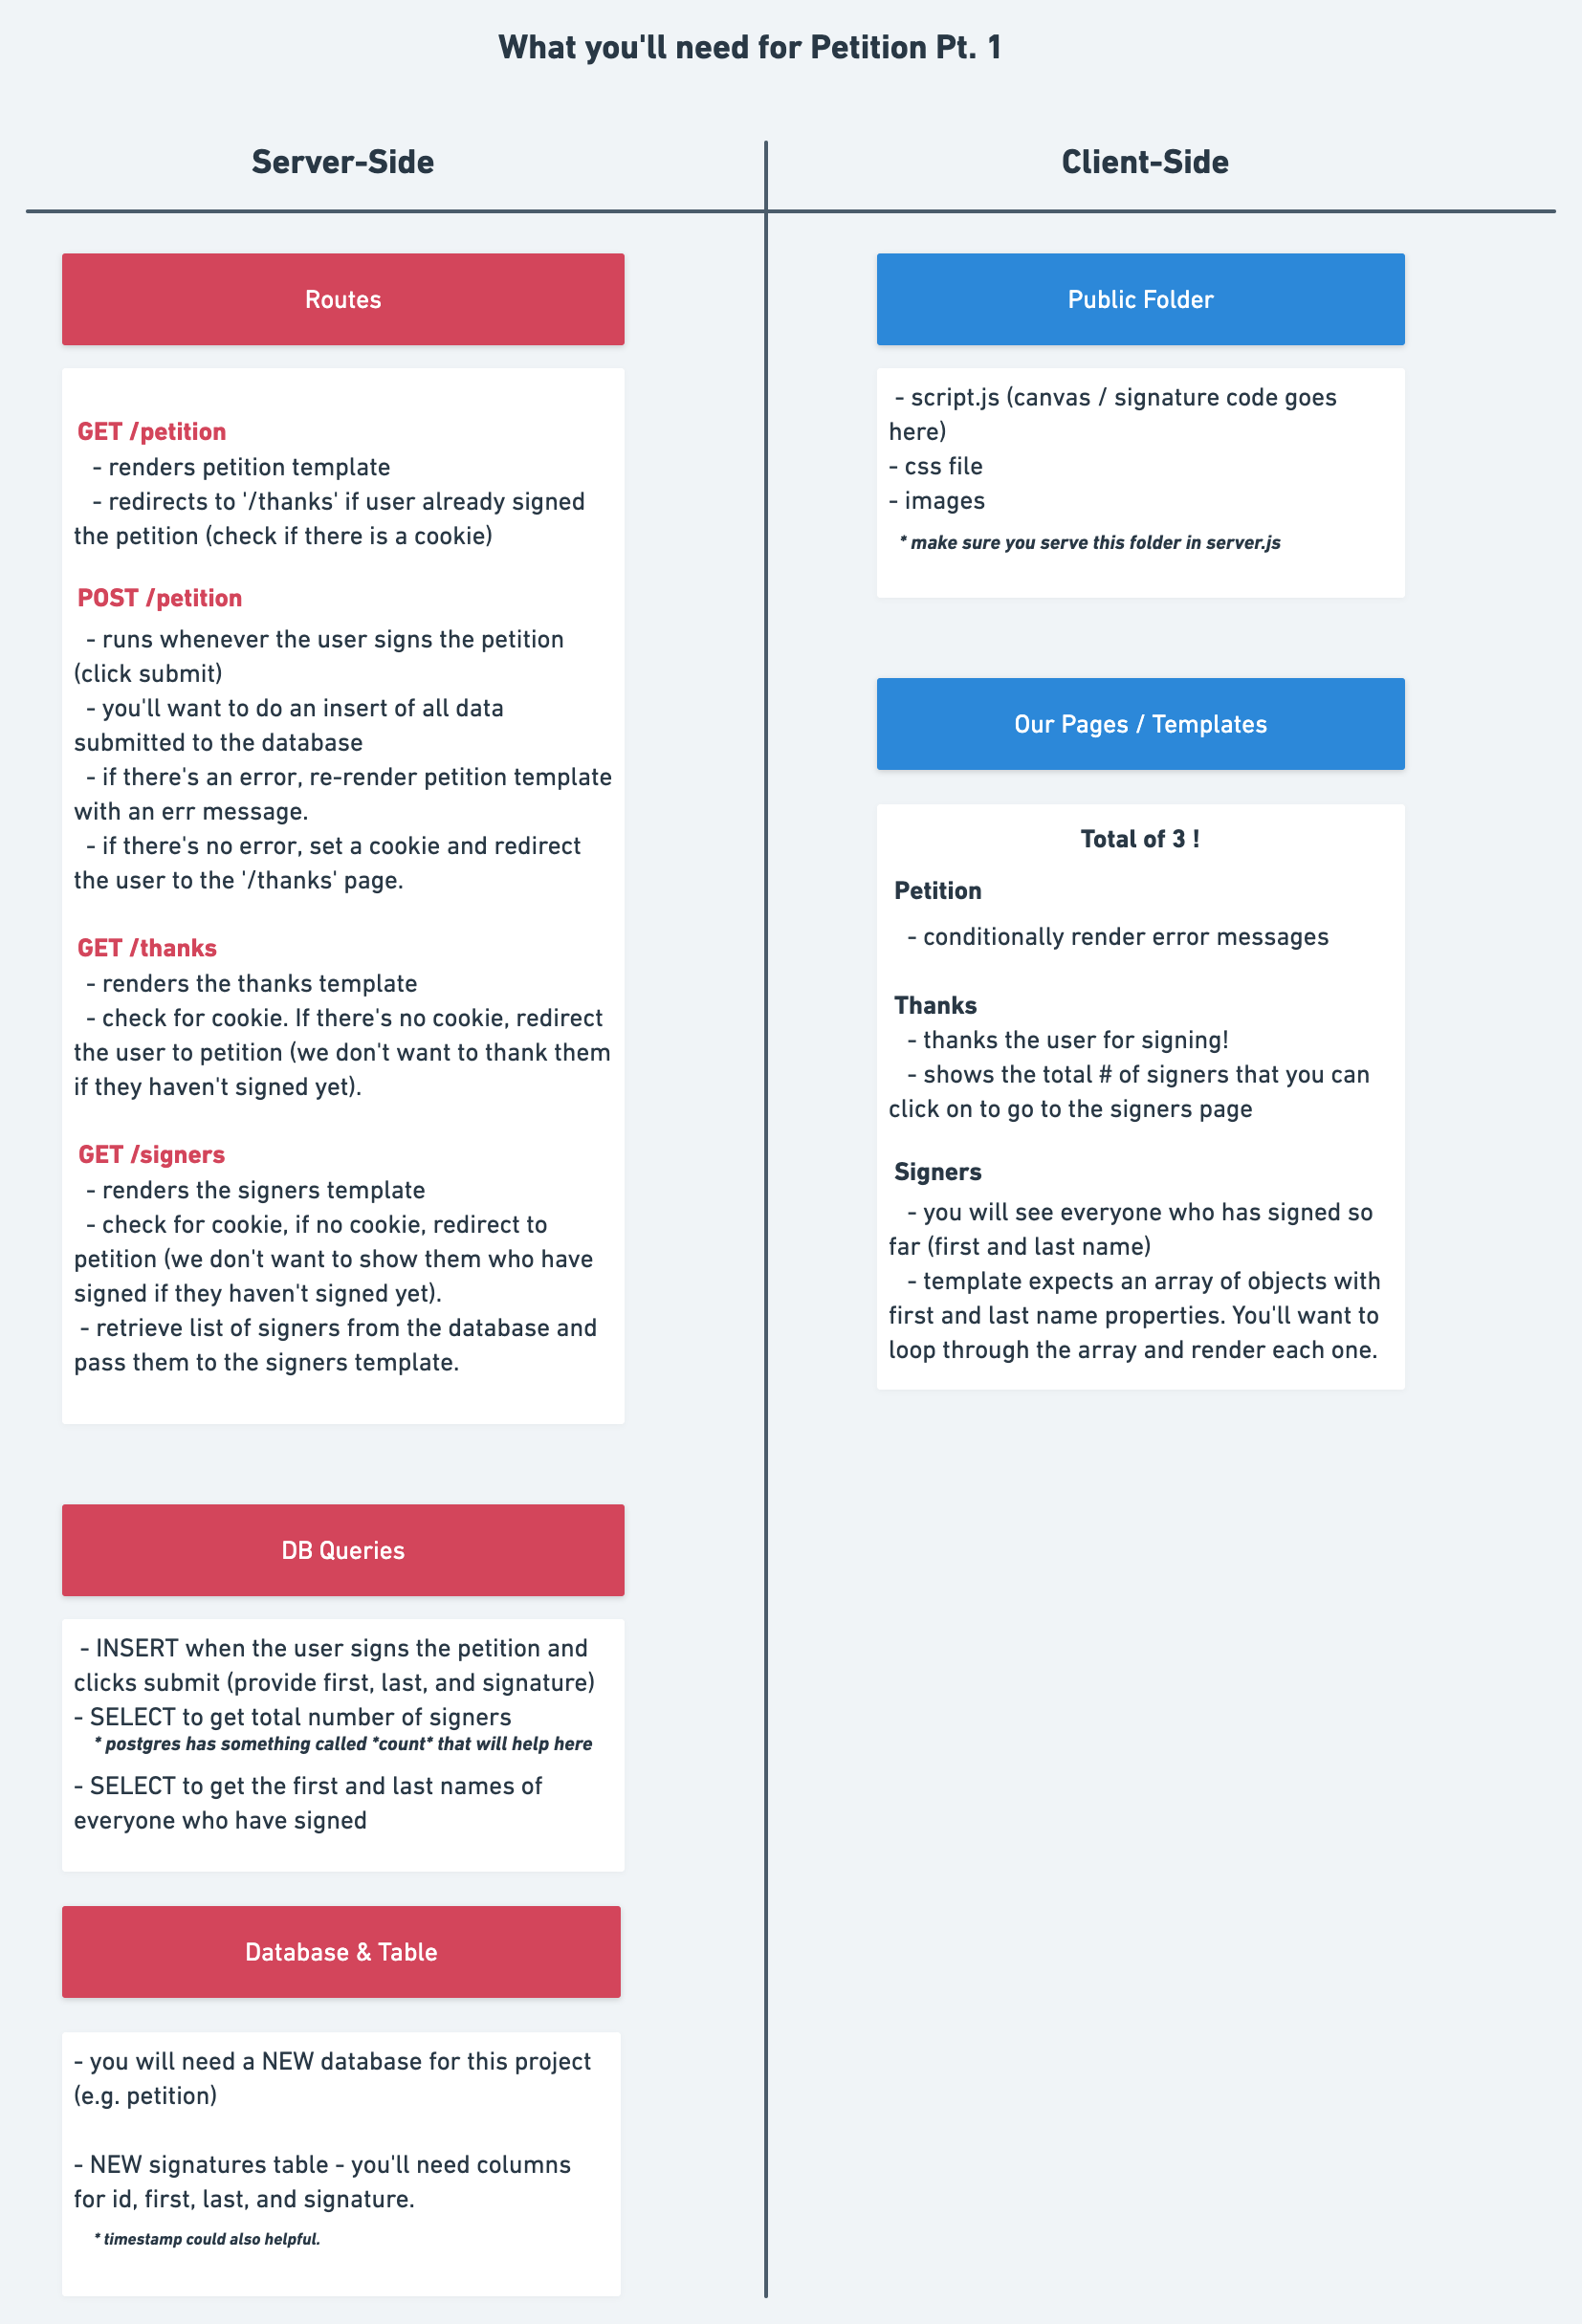 What you'll need for Petition Pt. 1
Server-Side
Routes
GET /petition
- renders petition template
- redirects to '/thanks' if user already signed
the petition (check if there is a cookie)
POST /petition
- runs whenever the user signs the petition
(click submit)
- you'll want to do an insert of all data
submitted to the database
- if there's an error, re-render petition template
with an err message.
- if there's no error, set a cookie and redirect
the user to the '/thanks' page.
GET /thanks
- renders the thanks template
- check for cookie. If there's no cookie, redirect
the user to petition (we don't want to thank them
if they haven't signed yet).
GET /signers
- renders the signers template
- check for cookie, if no cookie, redirect to
petition (we don't want to show them who have
signed if they haven't signed yet).
- retrieve list of signers from the database and
pass them to the signers template.
DB Queries
- INSERT when the user signs the petition and
clicks submit (provide first, last, and signature)
- SELECT to get total number of signers
* postgres has something called *count* that will help here
- SELECT to get the first and last names of
everyone who have signed
Database & Table
- you will need a NEW database for this project
(e.g. petition)
- NEW signatures table - you'll need columns
for id, first, last, and signature.
* timestamp could also helpful.
Client-Side
Public Folder
- script.js (canvas / signature code goes
here)
- css file
- images
* make sure you serve this folder in server.js
Our Pages / Templates
Total of 3 !
Petition
- conditionally render error messages
Thanks
- thanks the user for signing!
- shows the total # of signers that you can
click on to go to the signers page
Signers
- you will see everyone who has signed so
far (first and last name)
- template expects an array of objects with
first and last name properties. You'll want to
loop through the array and render each one.